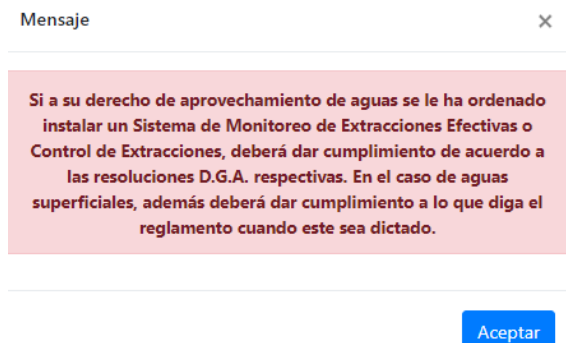 Mensaje ×
Si a su derecho de aprovechamiento de aguas se le ha ordenado
instalar un Sistema de Monitoreo de Extracciones Efectivas o
Control de Extracciones, deberá dar cumplimiento de acuerdo a
las resoluciones D.G.A. respectivas. En el caso de aguas
superficiales, además deberá dar cumplimiento a lo que diga el
reglamento cuando este sea dictado.
Aceptar